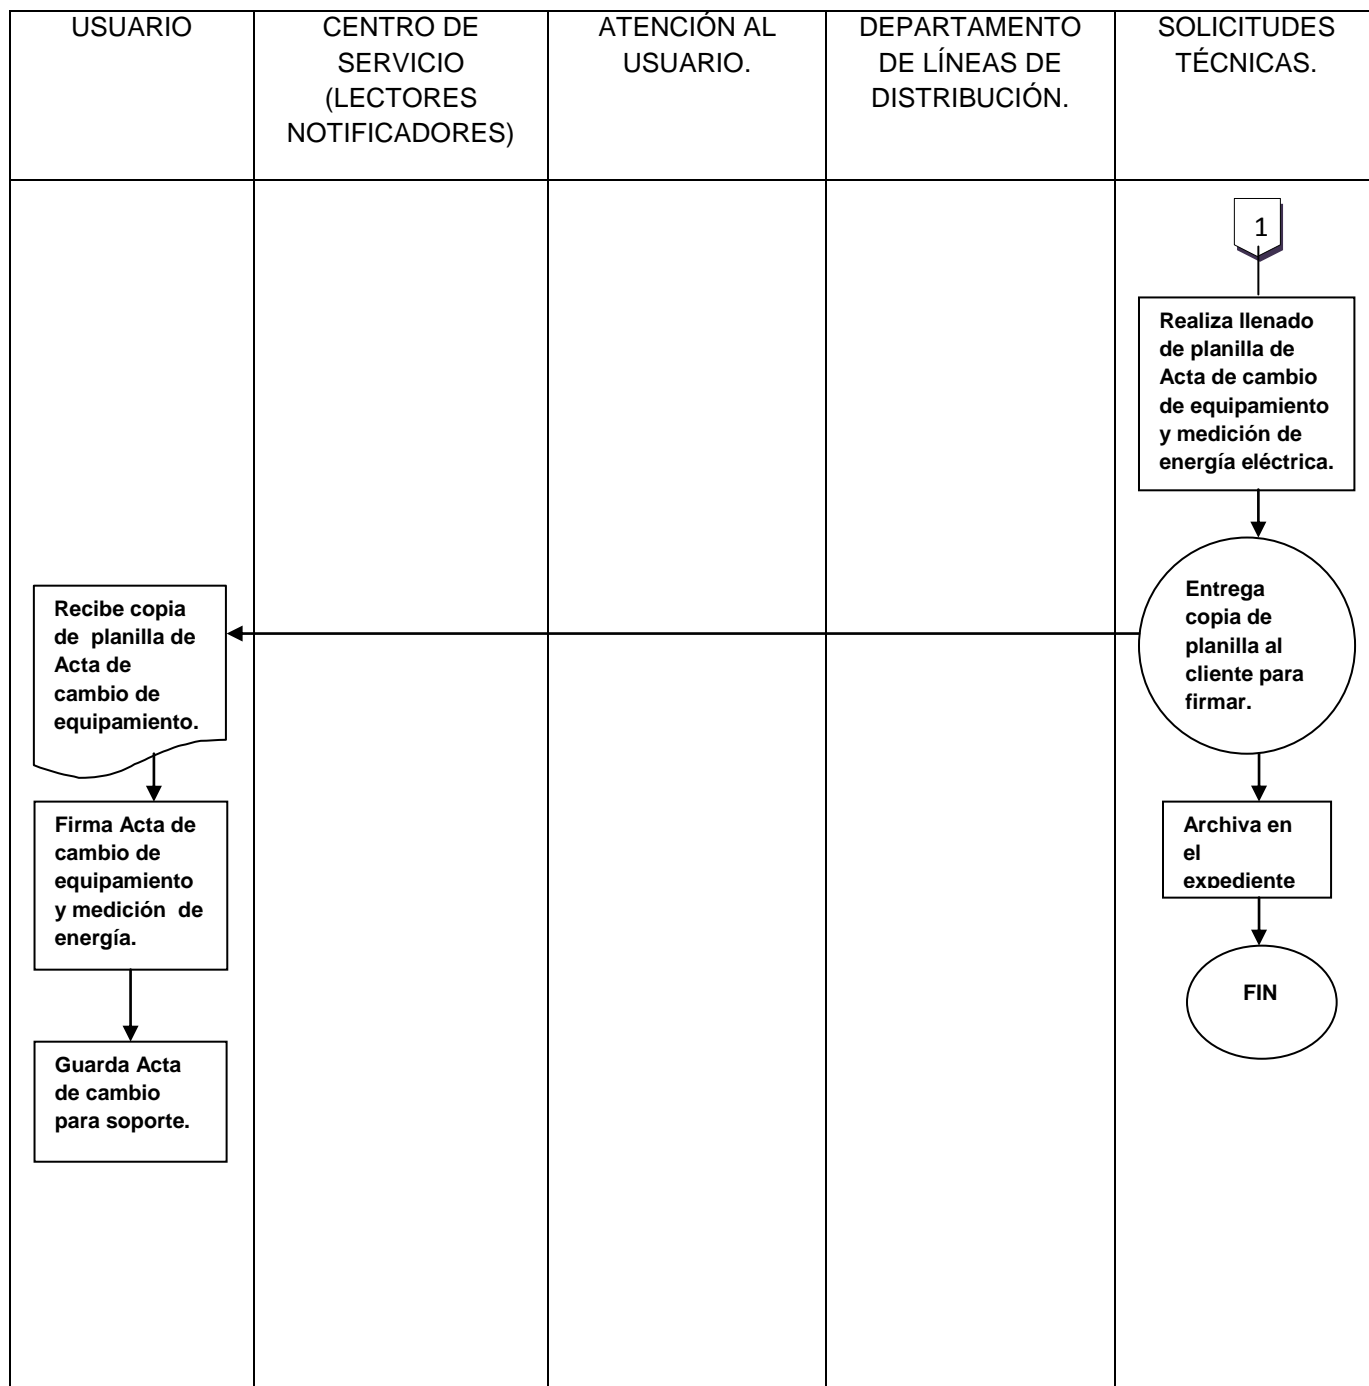 USUARIO
CENTRO DE
SERVICIO
(LECTORES
NOTIFICADORES)
ATENCIÓN AL
USUARIO.
DEPARTAMENTO
DE LÍNEAS DE
DISTRIBUCIÓN.
SOLICITUDES
TÉCNICAS.
1
Realiza llenado
de planilla de
Acta de cambio
de equipamiento
y medición de
energía eléctrica.
Entrega
copia de
planilla al
cliente para
firmar.
Recibe copia
de planilla de
Acta de
cambio de
equipamiento.
Firma Acta de
cambio de
equipamiento
y medición de
energía.
Archiva en
el
expediente
FIN
Guarda Acta
de cambio
para soporte.